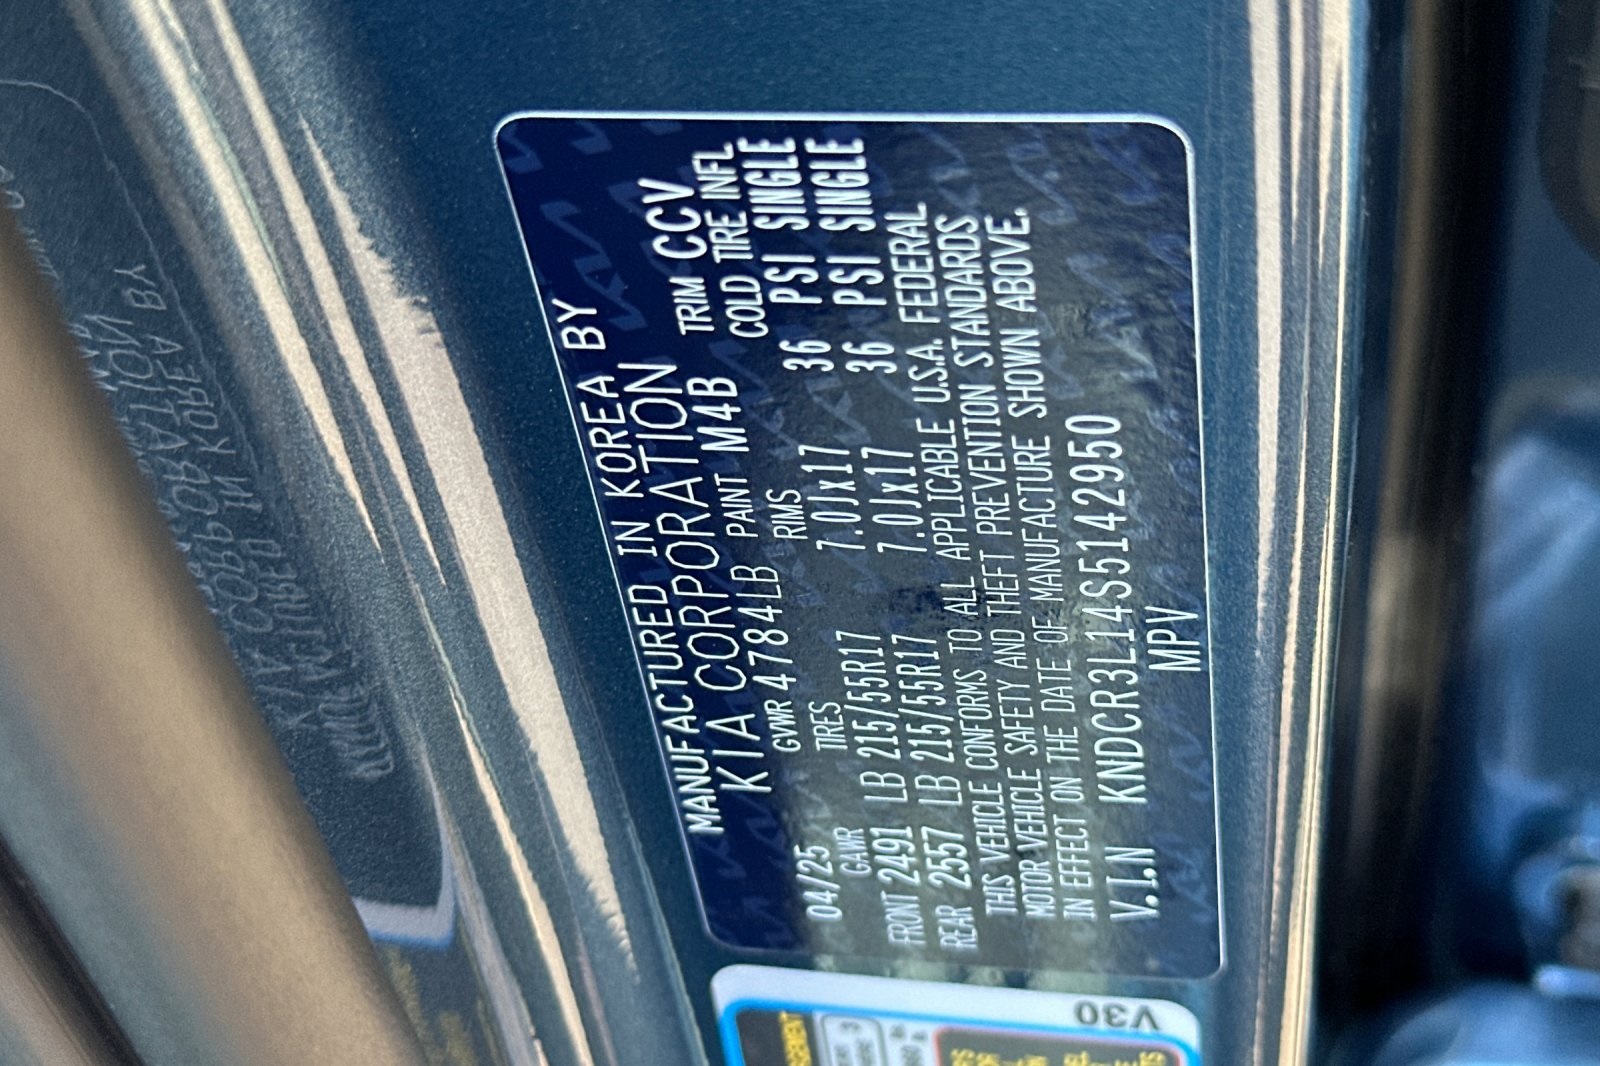 MANUFACTURED IN KOREA BY
KIA CORPORATION
04/25 GVWR 4784LB PAINT M4B TRIM CCV
GAWR TIRES RIMS COLD TIRE INFL
FRONT 2491 LB 215/55R17 7.0Jx17 36 PSI SINGLE
REAR 2557 LB 215/55R17 7.0Jx17 36 PSI SINGLE
THIS VEHICLE CONFORMS TO ALL APPLICABLE U.S.A. FEDERAL
MOTOR VEHICLE SAFETY AND THEFT PREVENTION STANDARDS
IN EFFECT ON THE DATE OF MANUFACTURE SHOWN ABOVE.
V.I.N KNDCR3L14S5142950
MPV
V30